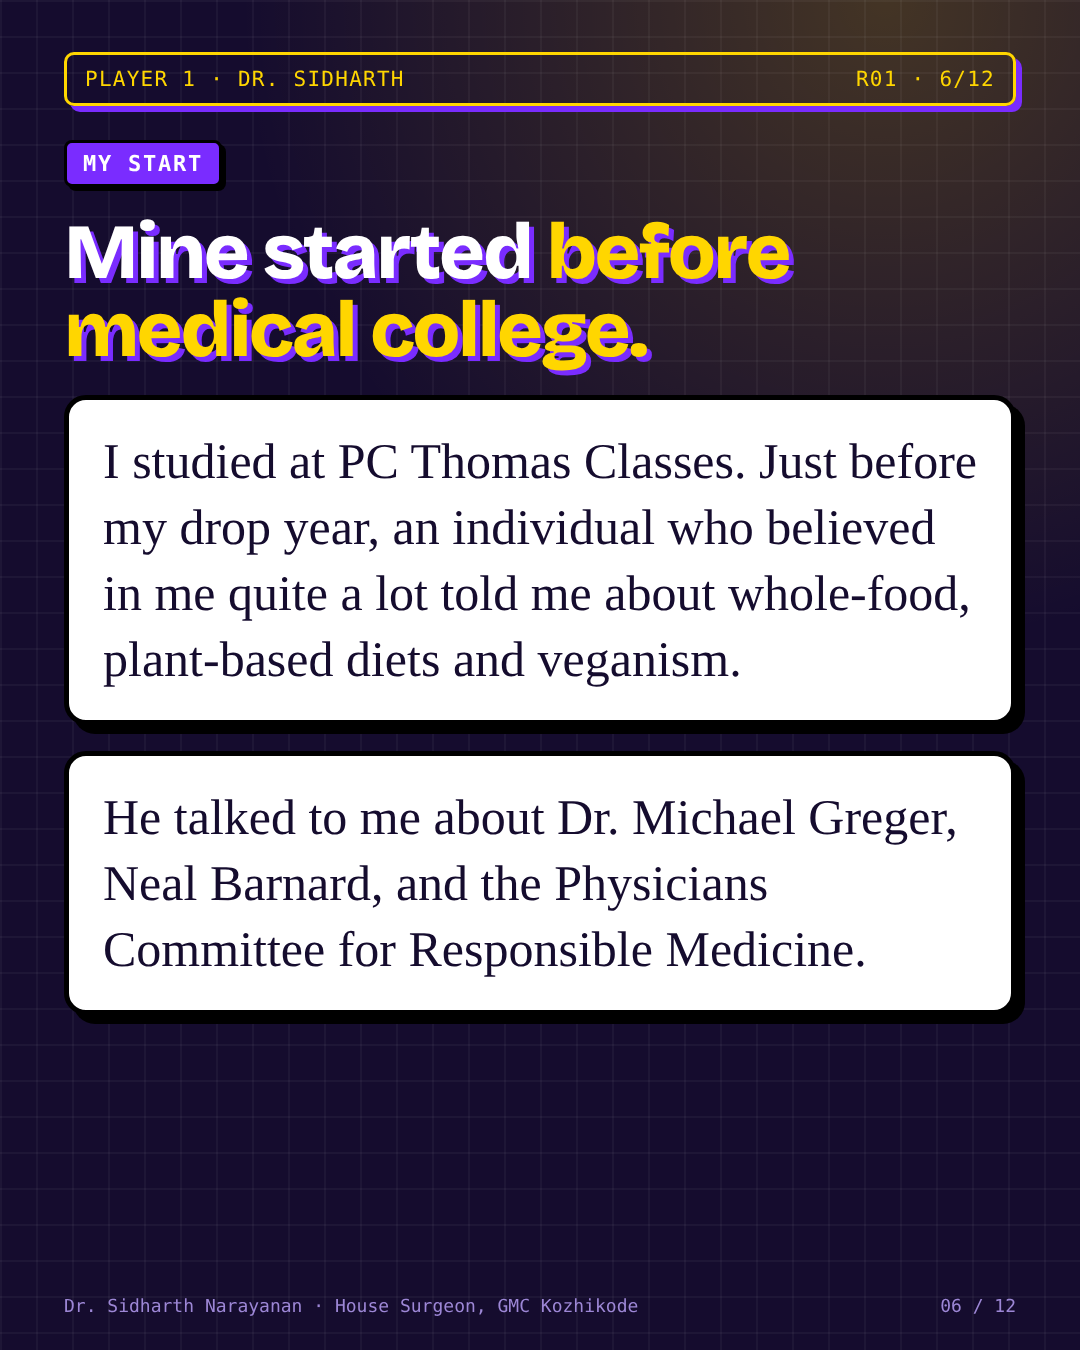 PLAYER 1 · DR. SIDHARTH
R01 · 6/12
MY START
Mine started before
medical college.
I studied at PC Thomas Classes. Just before
my drop year, an individual who believed
in me quite a lot told me about whole-food,
plant-based diets and veganism.
He talked to me about Dr. Michael Greger,
Neal Barnard, and the Physicians
Committee for Responsible Medicine.
Dr. Sidharth Narayanan · House Surgeon, GMC Kozhikode
06 / 12